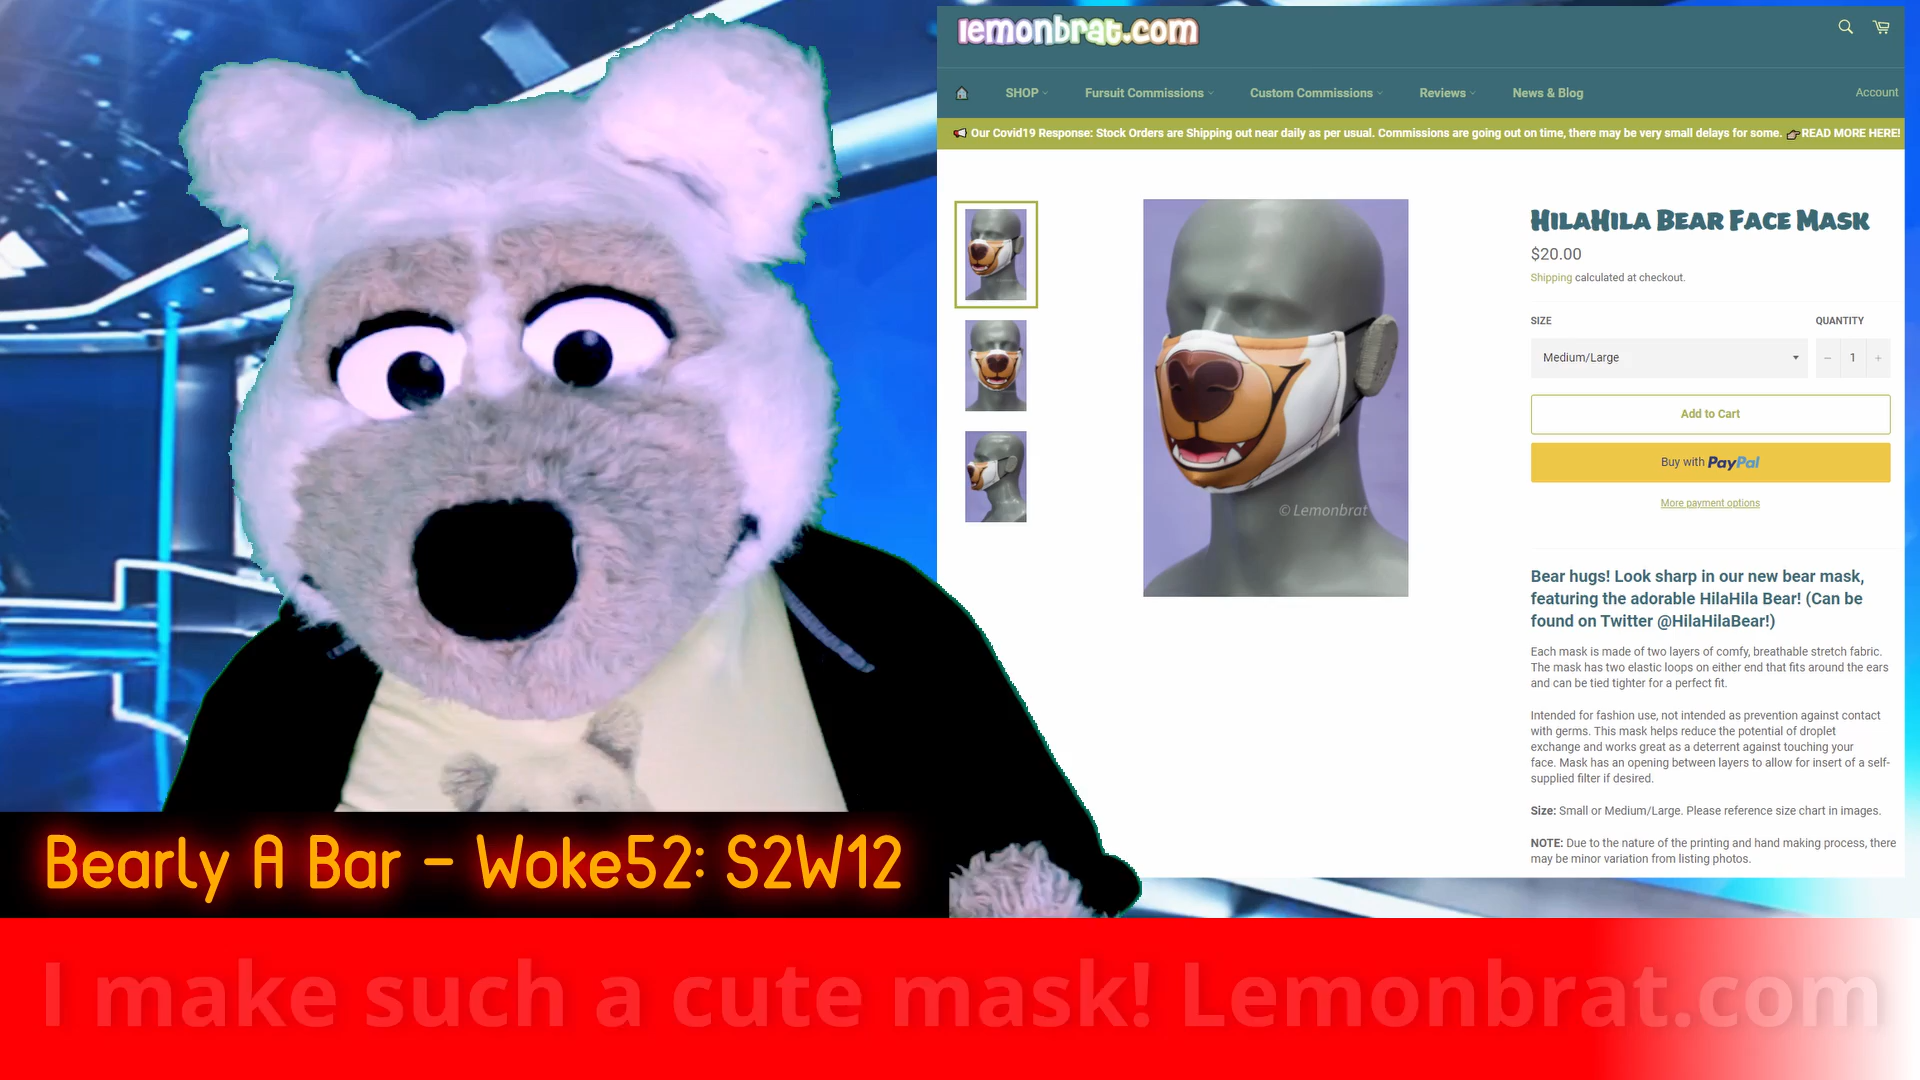 lemonbrat.com
SHOP
Fursuit Commissions
Custom Commissions
Reviews
News & Blog
Account
Our Covid19 Response: Stock Orders are Shipping out near daily as per usual. Commissions are going out on time, there may be very small delays for some. READ MORE HERE!
HilaHila Bear Face Mask
$20.00
Shipping calculated at checkout.
SIZE
QUANTITY
Medium/Large
− 1 +
Add to Cart
Buy with PayPal
More payment options
© Lemonbrat
Bear hugs! Look sharp in our new bear mask,
featuring the adorable HilaHila Bear! (Can be
found on Twitter @HilaHilaBear!)
Each mask is made of two layers of comfy, breathable stretch fabric.
The mask has two elastic loops on either end that fits around the ears
and can be tied tighter for a perfect fit.
Intended for fashion use, not intended as prevention against contact
with germs. This mask helps reduce the potential of droplet
exchange and works great as a deterrent against touching your
face. Mask has an opening between layers to allow for insert of a self-
supplied filter if desired.
Size: Small or Medium/Large. Please reference size chart in images.
NOTE: Due to the nature of the printing and hand making process, there
may be minor variation from listing photos.
Bearly A Bar - Woke52: S2W12
I make such a cute mask! Lemonbrat.com